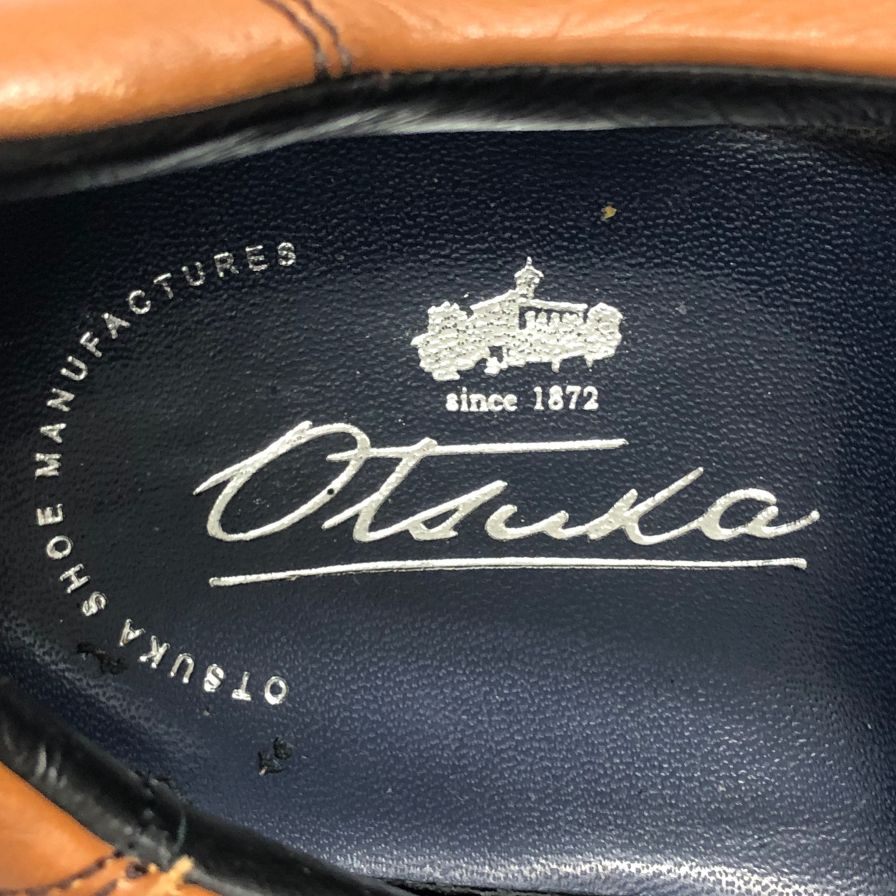 since 1872
Otsuka
OTSUKA SHOE MANUFACTURES